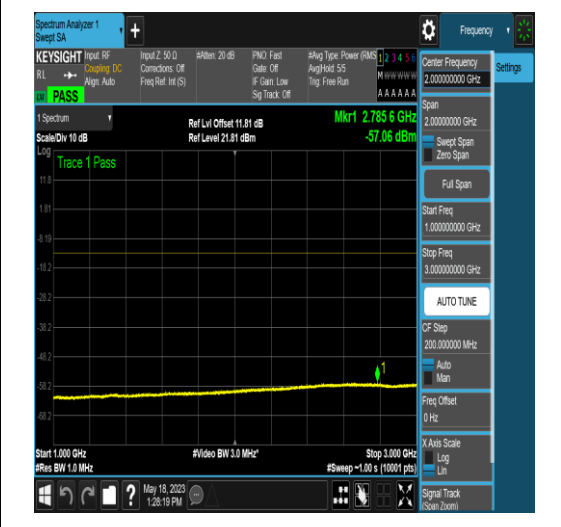 Spectrum Analyzer 1
Swept SA
Frequency
KEYSIGHT
RL
PASS
Input: RF
Coupling: DC
Align: Auto
Input Z: 50 Ω
Corrections: Off
Freq Ref: Int (S)
#Atten: 20 dB
PNO: Fast
Gate: Off
IF Gain: Low
Sig Track: Off
#Avg Type: Power (RMS
Avg|Hold: 5/5
Trig: Free Run
1 2 3 4 5 6
M W W W W W
A A A A A A
1 Spectrum
Scale/Div 10 dB
Ref Lvl Offset 11.81 dB
Ref Level 21.81 dBm
Mkr1 2.785 6 GHz
-57.06 dBm
Log
Trace 1 Pass
11.8
1.81
-8.19
-18.2
-28.2
-38.2
-48.2
-58.2
-68.2
1
Start 1.000 GHz
#Res BW 1.0 MHz
#Video BW 3.0 MHz*
Stop 3.000 GHz
#Sweep ~1.00 s (10001 pts)
May 18, 2023
1:28:19 PM
Center Frequency
2.000000000 GHz
Settings
Span
2.00000000 GHz
Swept Span
Zero Span
Full Span
Start Freq
1.000000000 GHz
Stop Freq
3.000000000 GHz
AUTO TUNE
CF Step
200.000000 MHz
Auto
Man
Freq Offset
0 Hz
X Axis Scale
Log
Lin
Signal Track
(Span Zoom)